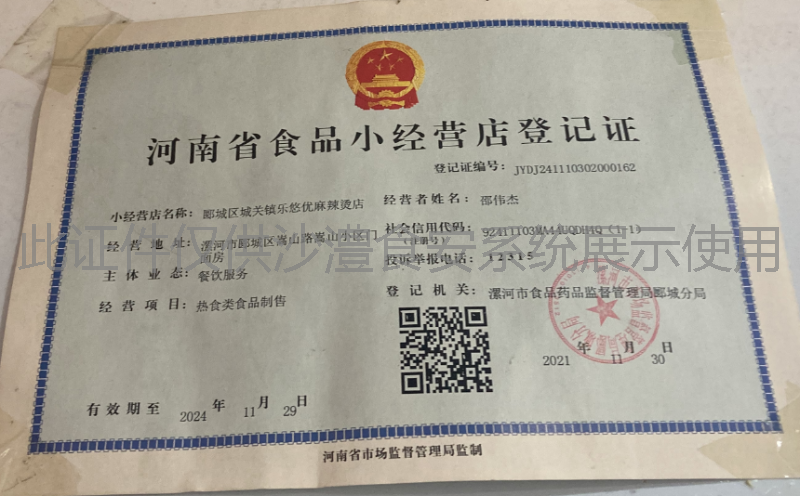 河南省食品小经营店登记证
登记证编号： JYDJ241110302000162
小经营店名称： 郾城区城关镇乐悠优麻辣烫店
经营者姓名： 邵伟杰
经营地址： 漯河市郾城区嵩山路嵩山小区门
面房
社会信用代码：
（注册号）
投诉举报电话： 12315
主体业态： 餐饮服务
经营项目： 热食类食品制售
登记机关： 漯河市食品药品监督管理局郾城分局
2021 年 11 月 30 日
有效期至 2024 年 11 月 29 日
河南省市场监督管理局监制
此证件仅供沙澧食安系统展示使用